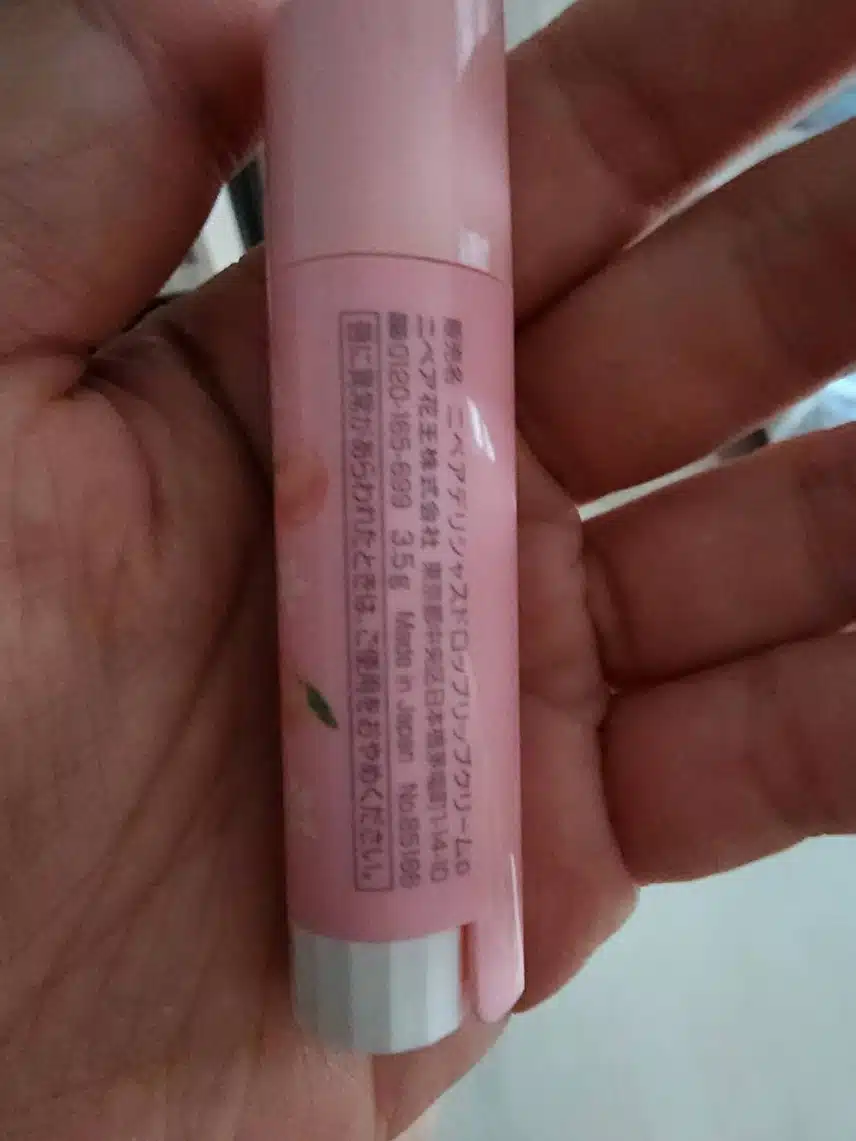 販売名 ニベアデリシャスドロップリップクリームa
ニベア花王株式会社 東京都中央区日本橋茅場町1-14-10
0120-165-699 3.5g Made in Japan No.85166
唇に異常があらわれたときは、ご使用をおやめください。